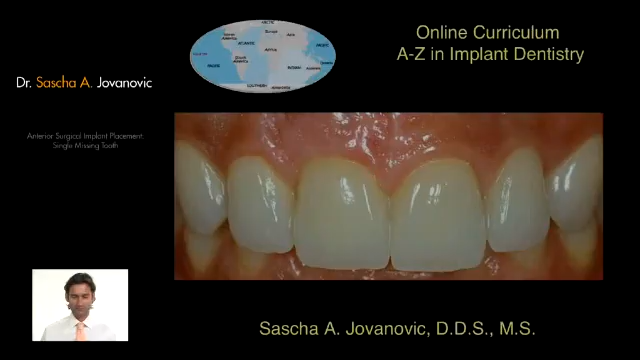 Online Curriculum
A-Z in Implant Dentistry
Dr. Sascha A. Jovanovic
Anterior Surgical Implant Placement:
Single Missing Tooth
Sascha A. Jovanovic, D.D.S., M.S.